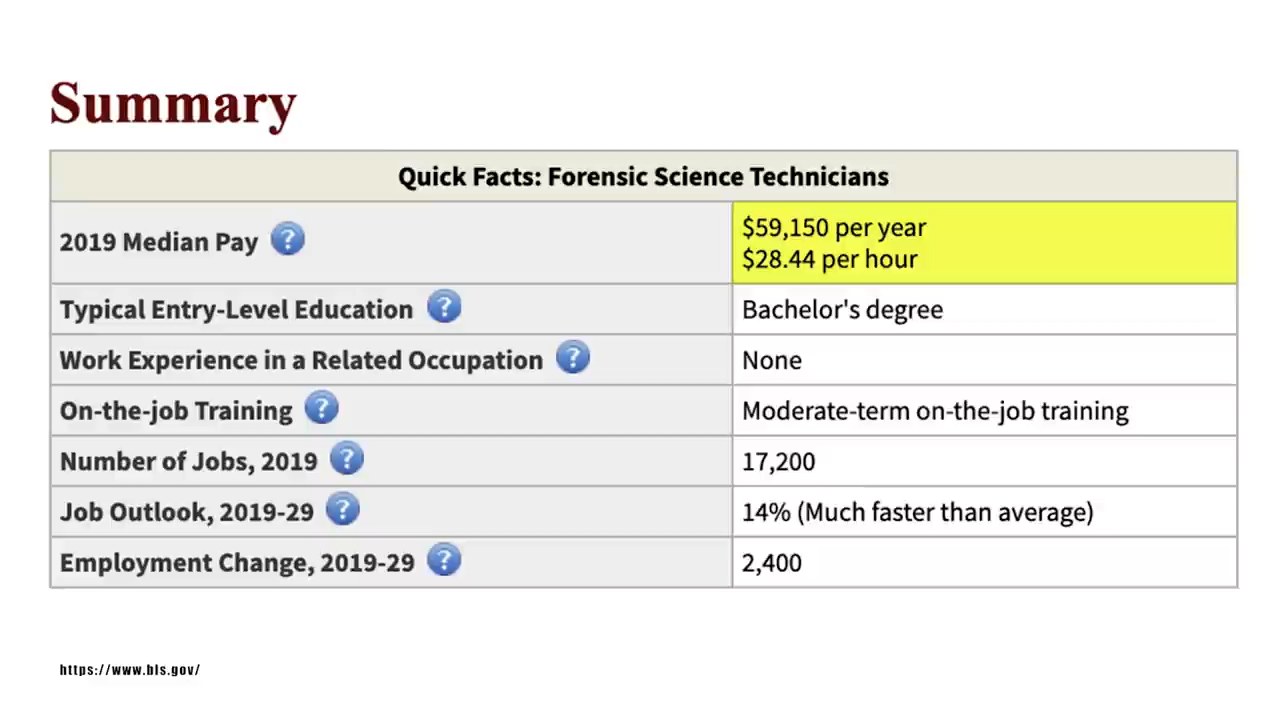 Summary
Quick Facts: Forensic Science Technicians
2019 Median Pay ?
$59,150 per year
$28.44 per hour
Typical Entry-Level Education ?
Bachelor's degree
Work Experience in a Related Occupation ?
None
On-the-job Training ?
Moderate-term on-the-job training
Number of Jobs, 2019 ?
17,200
Job Outlook, 2019-29 ?
14% (Much faster than average)
Employment Change, 2019-29 ?
2,400
https://www.bls.gov/